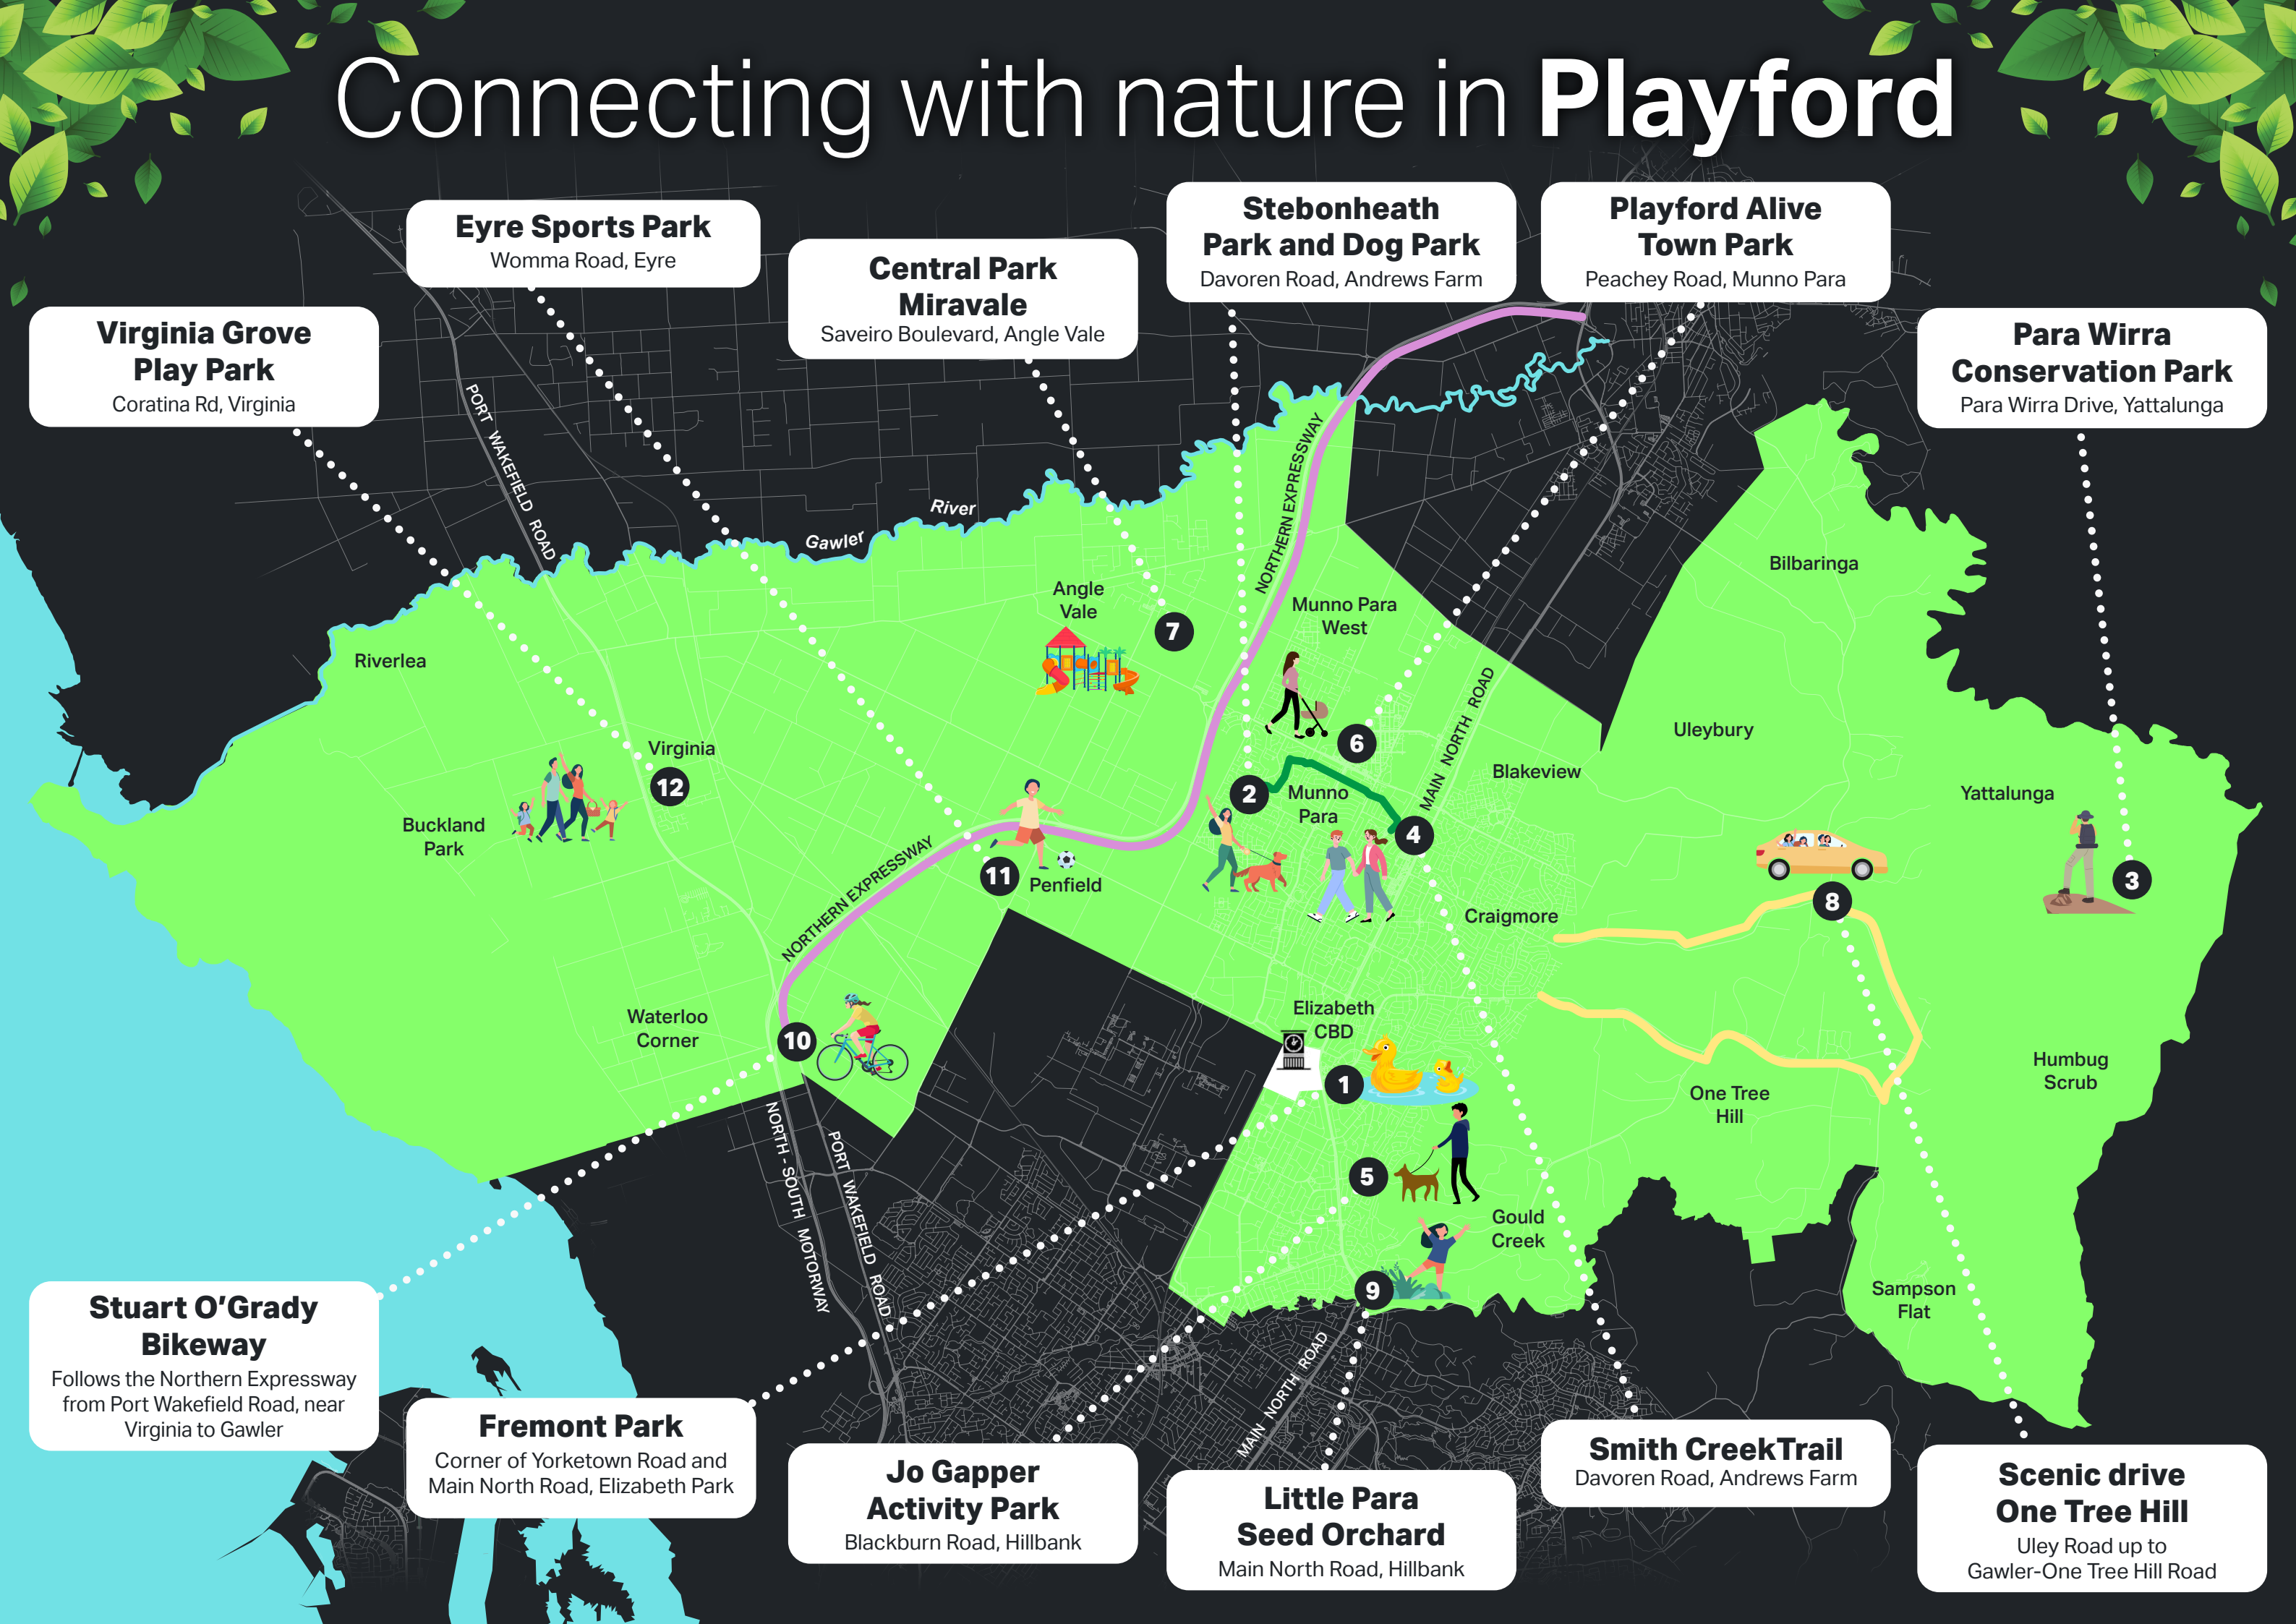 Connecting with nature in Playford
Eyre Sports Park
Womma Road, Eyre
Central Park
Miravale
Saveiro Boulevard, Angle Vale
Stebonheath
Park and Dog Park
Davoren Road, Andrews Farm
Playford Alive
Town Park
Peachey Road, Munno Para
Virginia Grove
Play Park
Coratina Rd, Virginia
Para Wirra
Conservation Park
Para Wirra Drive, Yattalunga
PORT WAKEFIELD ROAD
Gawler River
NORTHERN EXPRESSWAY
Bilbaringa
Angle
Vale
7
Munno Para
West
Riverlea
MAIN NORTH ROAD
Uleybury
Virginia
12
6
Blakeview
2
Munno
Para
Yattalunga
Buckland
Park
4
NORTHERN EXPRESSWAY
11
Penfield
3
8
Craigmore
Waterloo
Corner
10
Elizabeth
CBD
1
One Tree
Hill
Humbug
Scrub
NORTH - SOUTH MOTORWAY
PORT WAKEFIELD ROAD
5
Gould
Creek
9
Sampson
Flat
MAIN NORTH ROAD
Stuart O'Grady
Bikeway
Follows the Northern Expressway
from Port Wakefield Road, near
Virginia to Gawler
Fremont Park
Corner of Yorketown Road and
Main North Road, Elizabeth Park
Jo Gapper
Activity Park
Blackburn Road, Hillbank
Little Para
Seed Orchard
Main North Road, Hillbank
Smith CreekTrail
Davoren Road, Andrews Farm
Scenic drive
One Tree Hill
Uley Road up to
Gawler-One Tree Hill Road